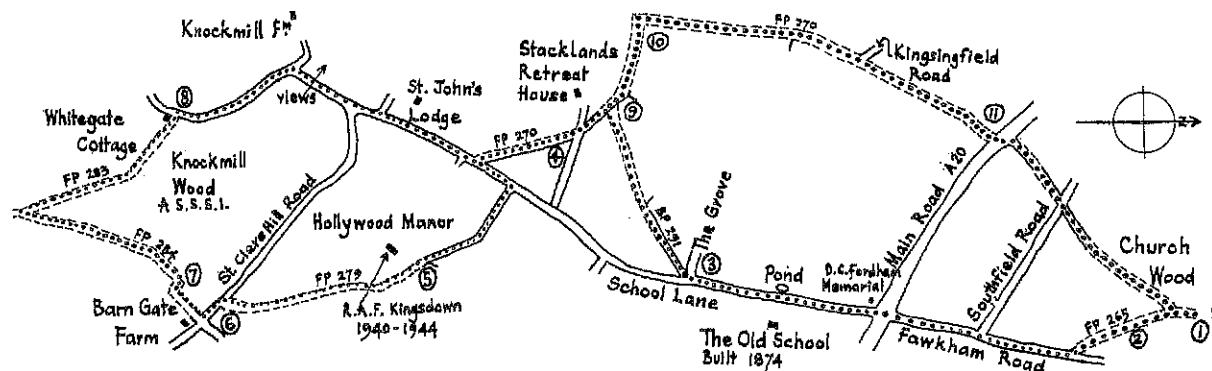 Knockmill Fm
views
St. John's
Lodge
Stacklands
Retreat
House
FP 270
10
FP 270
Kingsingfield
Road
11
8
Whitegate
Cottage
Knockmill
Wood
A S.S.S.I.
FP 283
FP 284
7
St Clere Hill Road
Barn Gate
Farm
6
FP 279
Hollywood Manor
5
R.A.F. Kingsdown
1940-1944
4
9
The Grove
3
School Lane
Pond
D.C. Fordham
Memorial
The Old School
Built 1874
Main Road A20
Fawkham
Road
Southfield Road
Church
Wood
FP 265
2
1